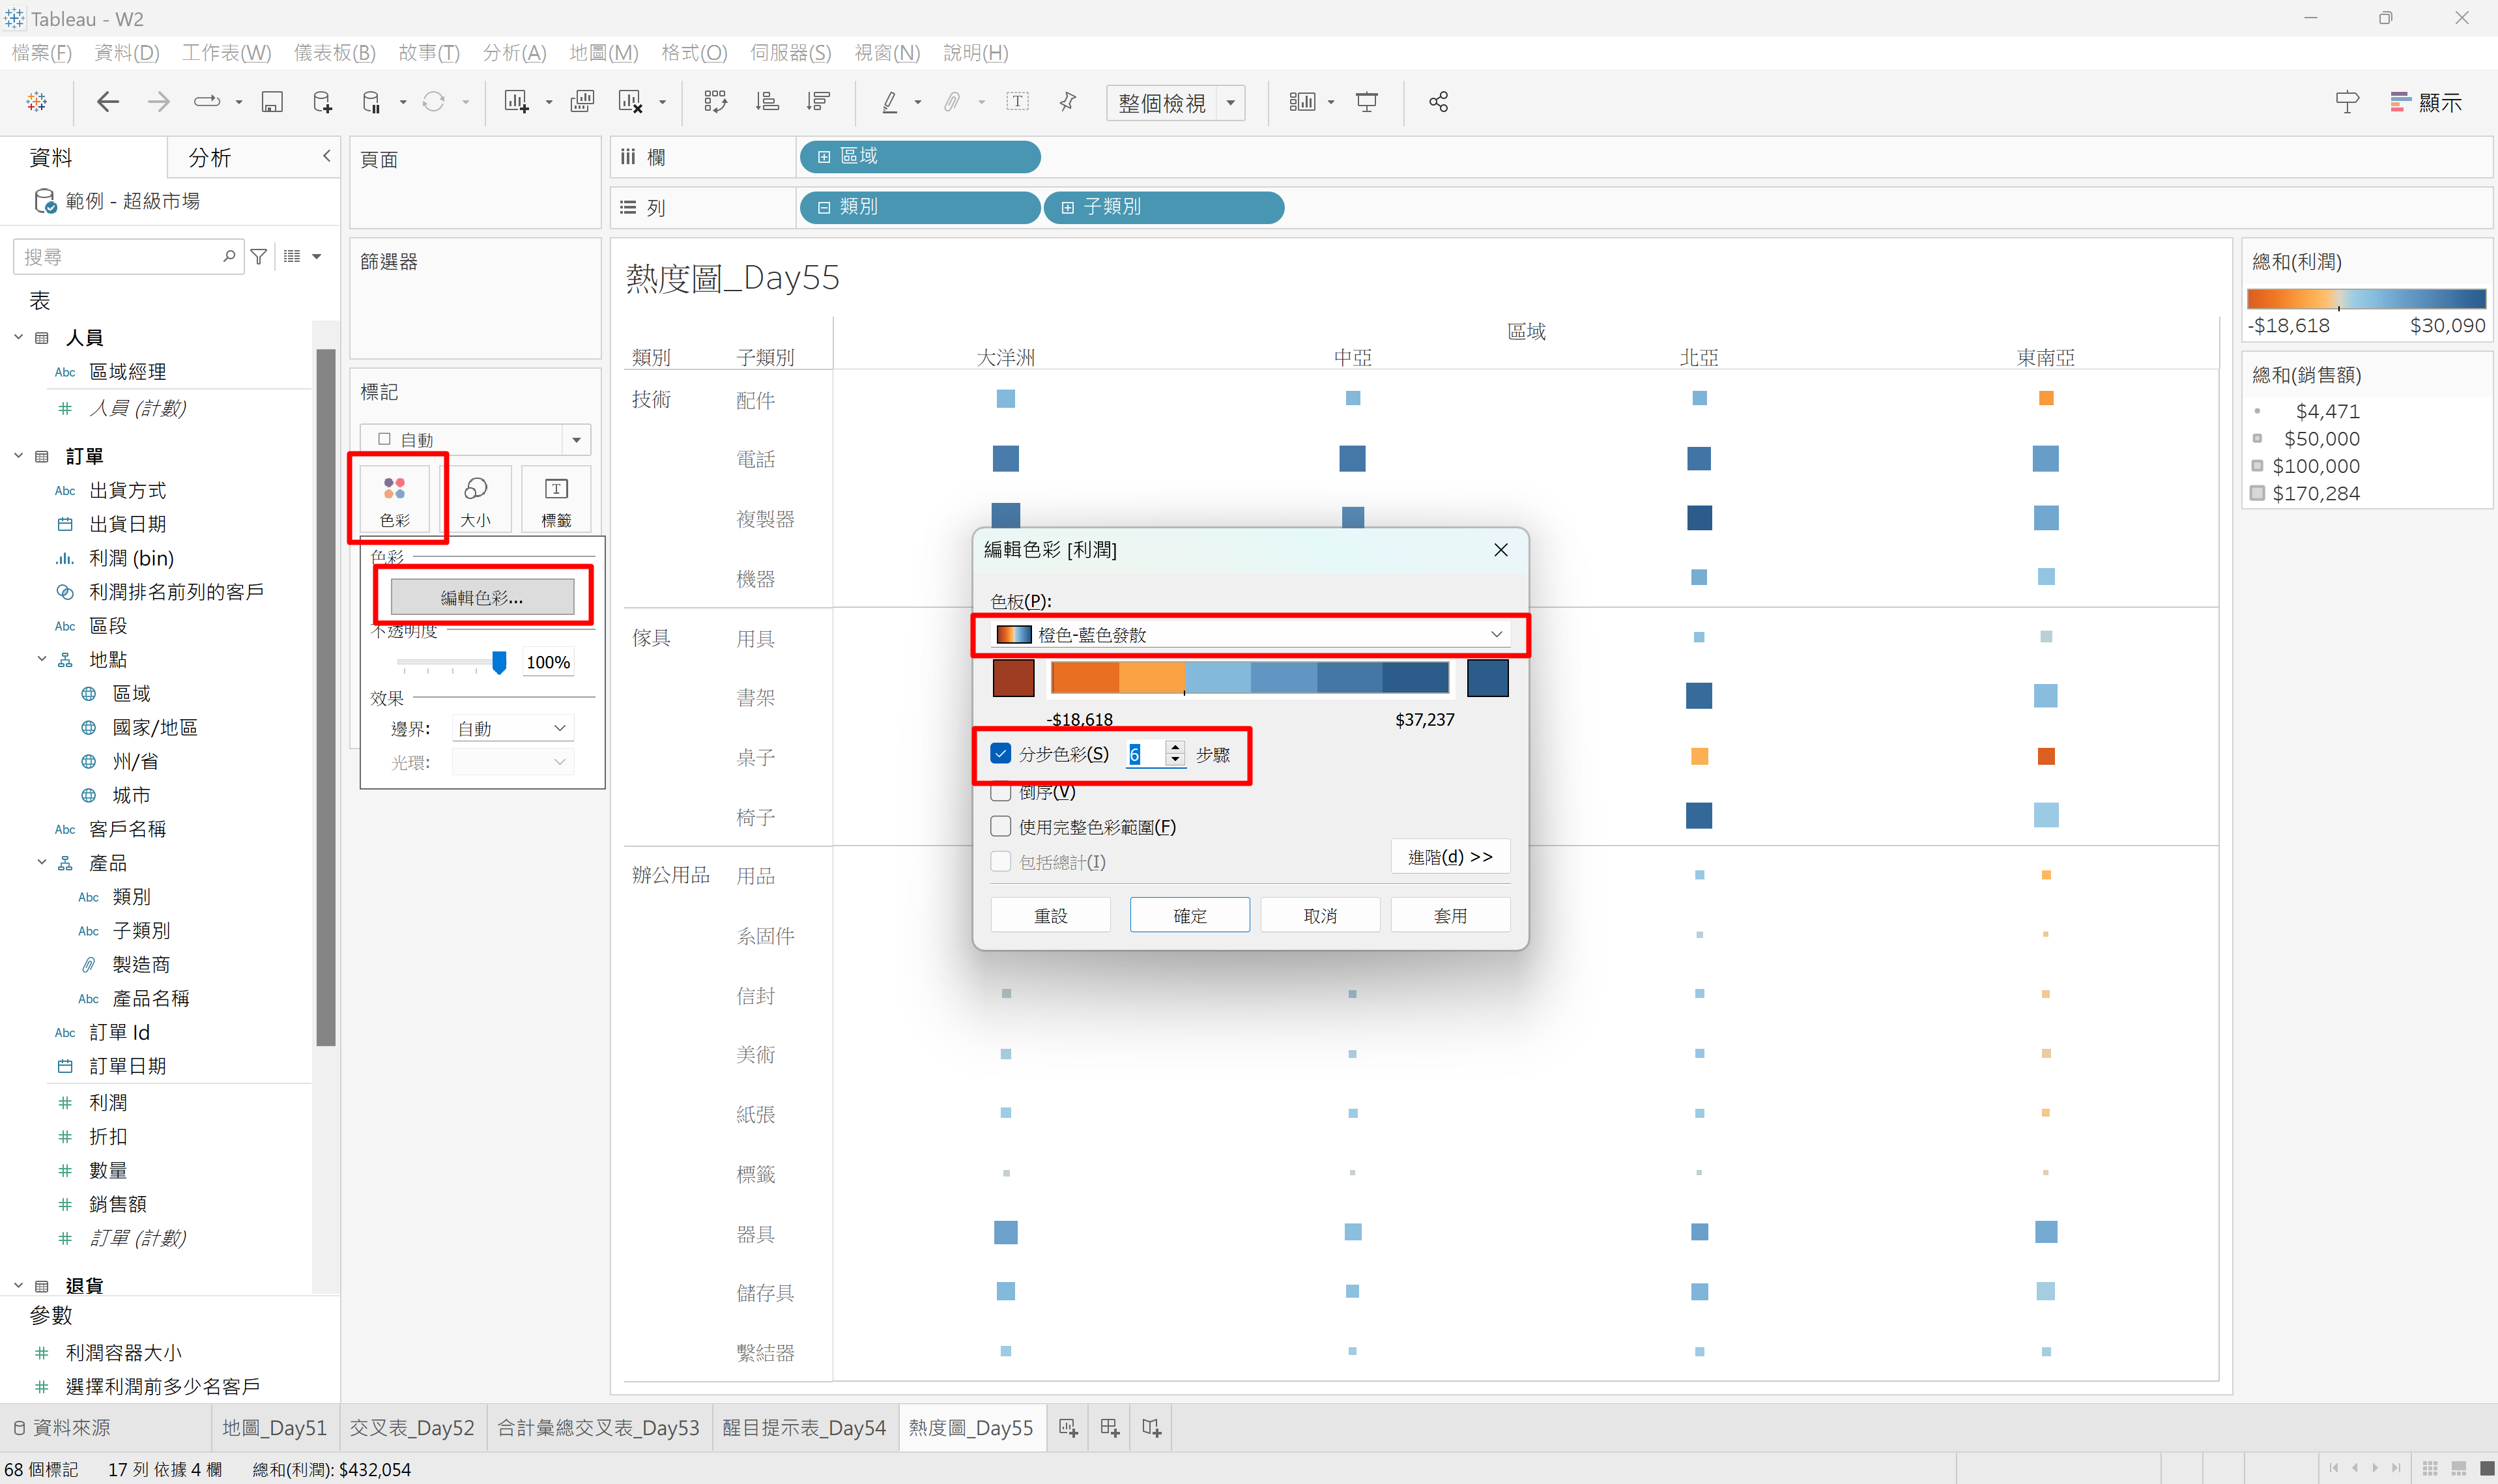 Tableau - W2
檔案(F) 資料(D) 工作表(W) 儀表板(B) 故事(T) 分析(A) 地圖(M) 格式(O) 伺服器(S) 視窗(N) 說明(H)
整個檢視
顯示
資料 分析
範例 - 超級市場
搜尋
表
人員
Abc 區域經理
人員 (計數)
訂單
Abc 出貨方式
出貨日期
利潤 (bin)
利潤排名前列的客戶
Abc 區段
地點
區域
國家/地區
州/省
城市
Abc 客戶名稱
產品
Abc 類別
Abc 子類別
製造商
Abc 產品名稱
Abc 訂單 Id
訂單日期
利潤
折扣
數量
銷售額
訂單 (計數)
退貨
參數
利潤容器大小
選擇利潤前多少名客戶
頁面
篩選器
標記
自動
色彩 大小 標籤
色彩
編輯色彩...
不透明度
100%
效果
邊界: 自動
光環:
欄 區域
列 類別 子類別
熱度圖_Day55
區域
類別 子類別 大洋洲 中亞 北亞 東南亞
技術 配件
電話
複製器
機器
傢具 用具
書架
桌子
椅子
辦公用品 用品
系固件
信封
美術
紙張
標籤
器具
儲存具
繫結器
編輯色彩 [利潤]
色板(P):
橙色-藍色發散
-$18,618 $37,237
分步色彩(S) 6 步驟
倒序(V)
使用完整色彩範圍(F)
包括總計(I)
進階(d) >>
重設 確定 取消 套用
總和(利潤)
-$18,618 $30,090
總和(銷售額)
$4,471
$50,000
$100,000
$170,284
資料來源 地圖_Day51 交叉表_Day52 合計彙總交叉表_Day53 醒目提示表_Day54 熱度圖_Day55
68 個標記 17 列 依據 4 欄 總和(利潤): $432,054